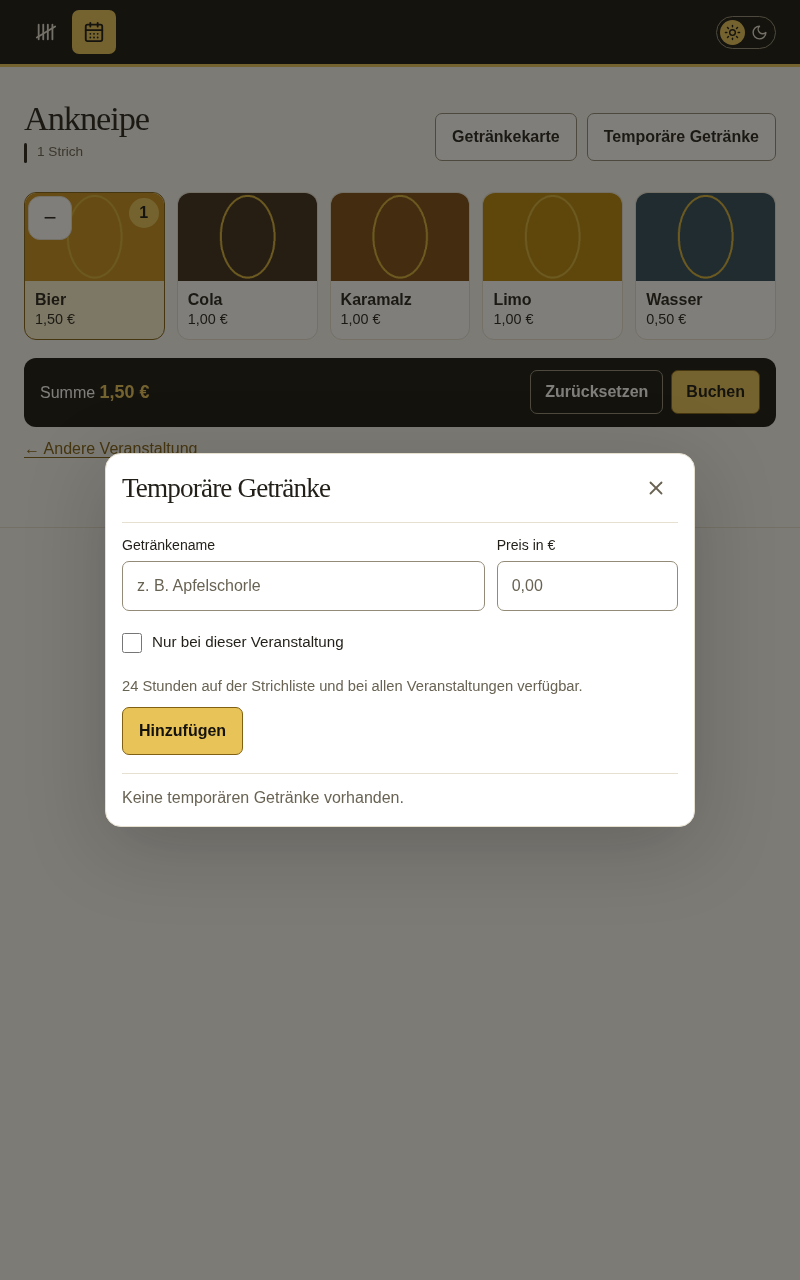 Ankneipe
1 Strich
Getränkekarte
Temporäre Getränke
−
1
Bier
1,50 €
Cola
1,00 €
Karamalz
1,00 €
Limo
1,00 €
Wasser
0,50 €
Summe 1,50 €
Zurücksetzen
Buchen
← Andere Veranstaltung
Temporäre Getränke
Getränkename
Preis in €
z. B. Apfelschorle
0,00
Nur bei dieser Veranstaltung
24 Stunden auf der Strichliste und bei allen Veranstaltungen verfügbar.
Hinzufügen
Keine temporären Getränke vorhanden.